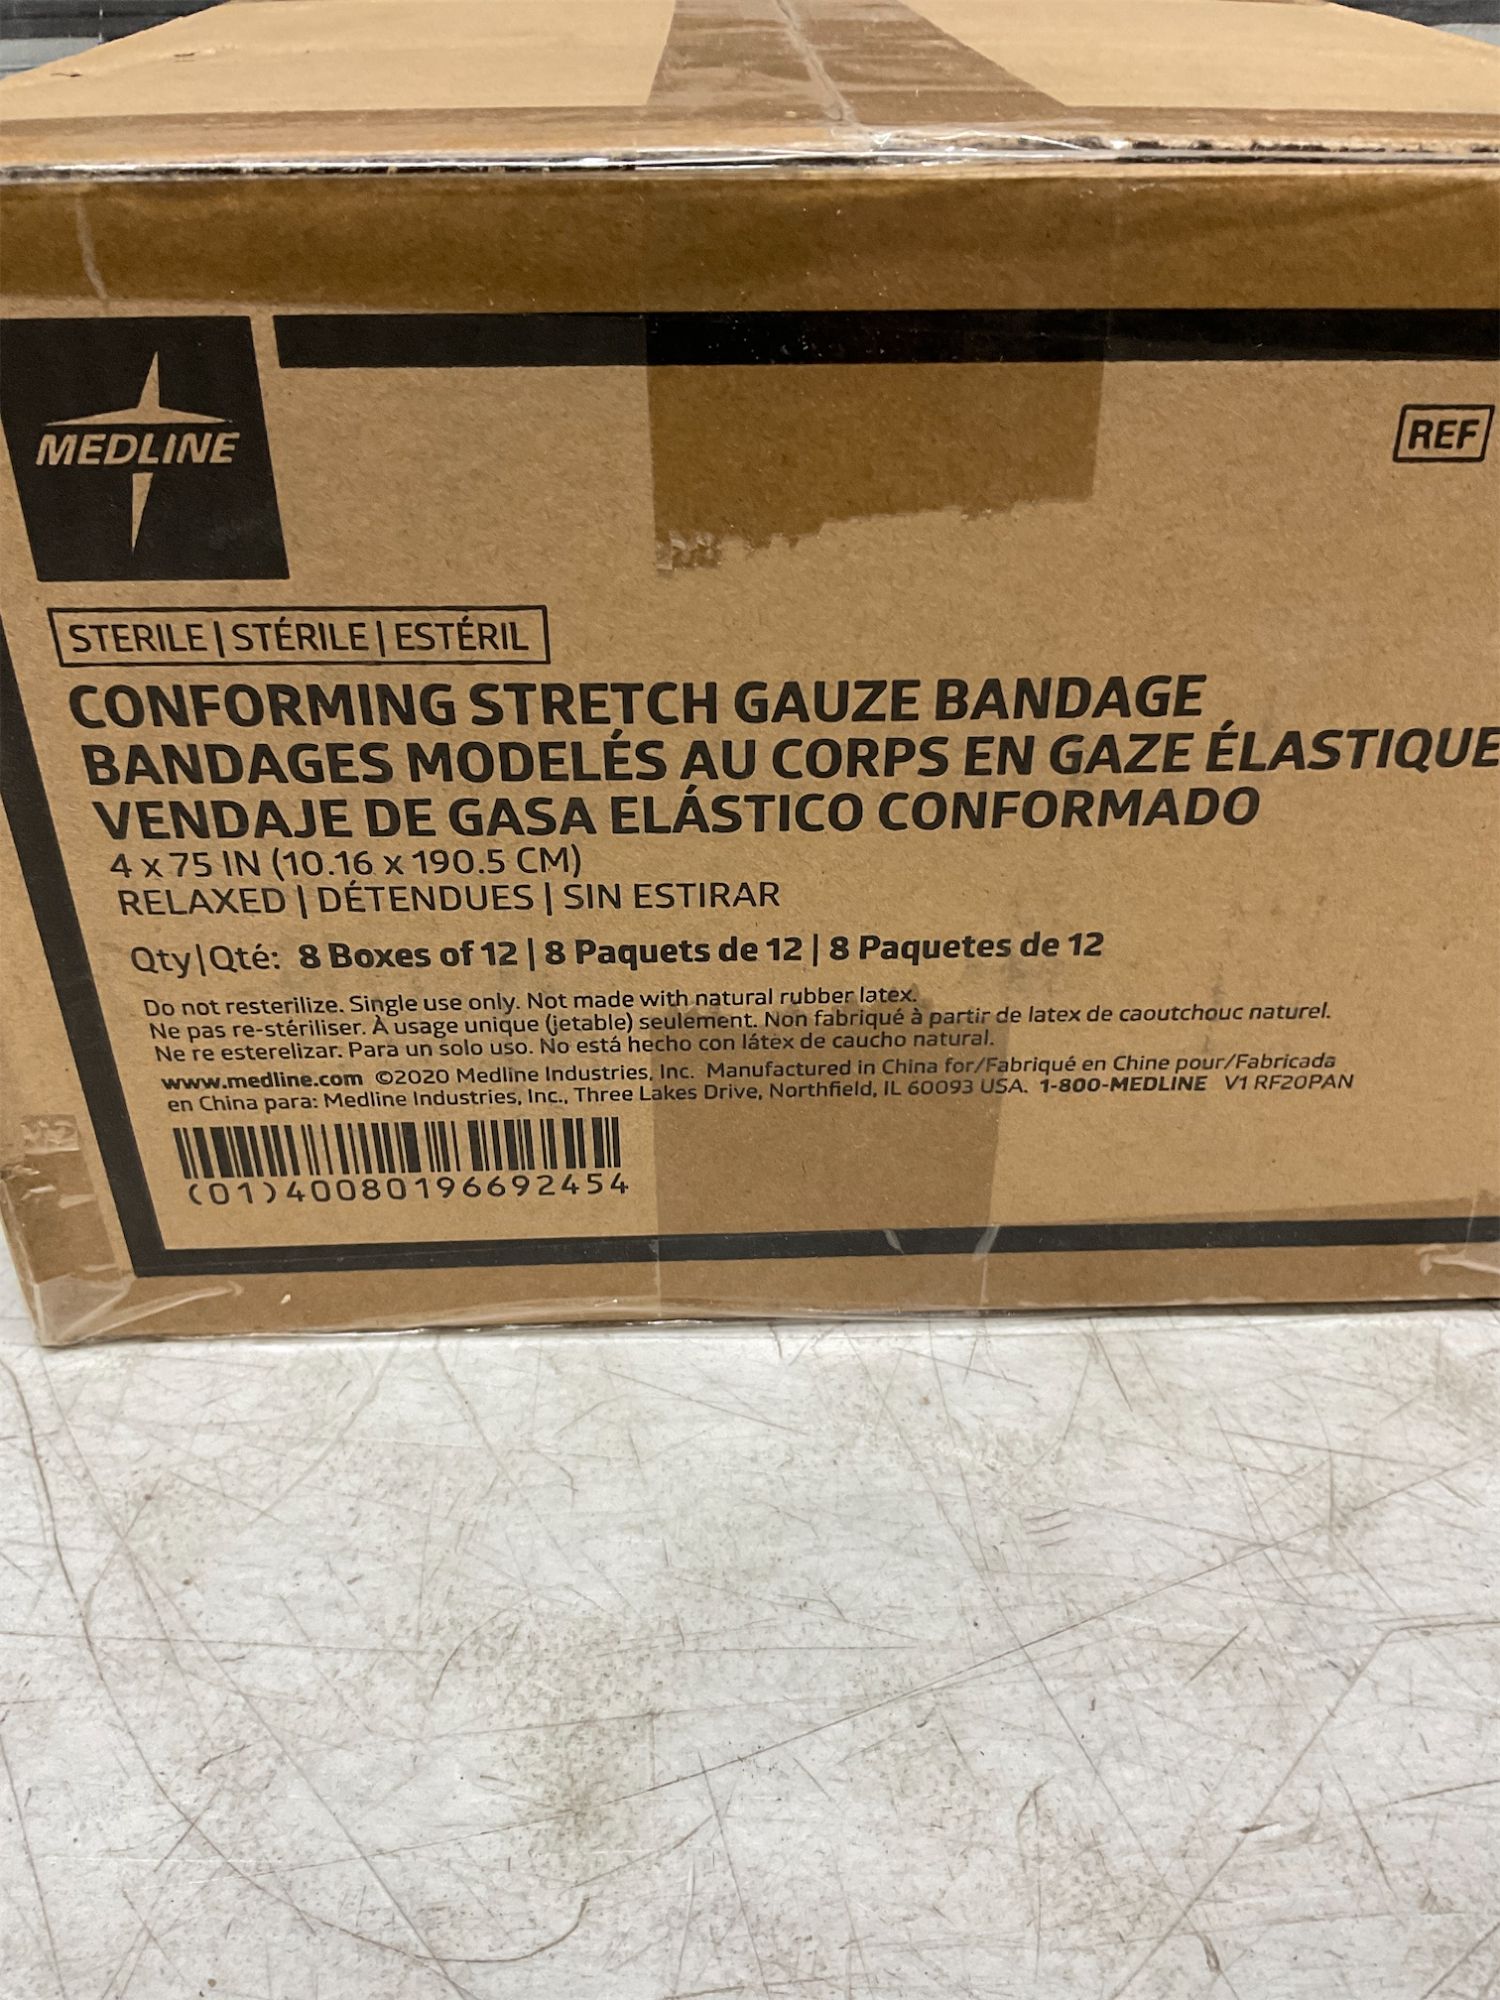 MEDLINE
REF
STERILE | STÉRILE | ESTÉRIL
CONFORMING STRETCH GAUZE BANDAGE
BANDAGES MODELÉS AU CORPS EN GAZE ÉLASTIQUE
VENDAJE DE GASA ELÁSTICO CONFORMADO
4 x 75 IN (10.16 x 190.5 CM)
RELAXED | DÉTENDUES | SIN ESTIRAR
Qty|Qté: 8 Boxes of 12 | 8 Paquets de 12 | 8 Paquetes de 12
Do not resterilize. Single use only. Not made with natural rubber latex.
Ne pas re-stériliser. À usage unique (jetable) seulement. Non fabriqué à partir de latex de caoutchouc naturel.
Ne re esterelizar. Para un solo uso. No está hecho con látex de caucho natural.
www.medline.com ©2020 Medline Industries, Inc. Manufactured in China for/Fabriqué en Chine pour/Fabricada
en China para: Medline Industries, Inc., Three Lakes Drive, Northfield, IL 60093 USA. 1-800-MEDLINE V1 RF20PAN
(01)40080196692454